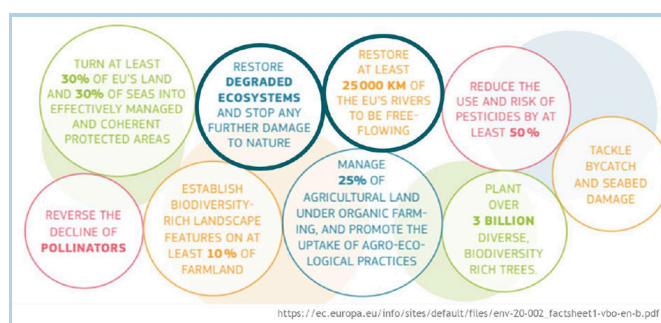 TURN AT LEAST
30% OF EU'S LAND
AND 30% OF SEAS INTO
EFFECTIVELY MANAGED
AND COHERENT
PROTECTED AREAS
RESTORE
DEGRADED
ECOSYSTEMS
AND STOP ANY
FURTHER DAMAGE
TO NATURE
RESTORE
AT LEAST
25000 KM OF
THE EU'S RIVERS
TO BE FREE-
FLOWING
REDUCE THE
USE AND RISK OF
PESTICIDES BY AT
LEAST 50%
TACKLE
BYCATCH
AND SEABED
DAMAGE
REVERSE THE
DECLINE OF
POLLINATORS
ESTABLISH
BIODIVERSITY-
RICH LANDSCAPE
FEATURES ON AT
LEAST 10% OF
FARMLAND
MANAGE
25% OF
AGRICULTURAL LAND
UNDER ORGANIC FARM-
ING, AND PROMOTE THE
UPTAKE OF AGRO-ECO-
LOGICAL PRACTICES
PLANT
OVER
3 BILLION
DIVERSE,
BIODIVERSITY
RICH TREES.
https://ec.europa.eu/info/sites/default/files/env-20-002_factsheet1-vbo-en-b.pdf